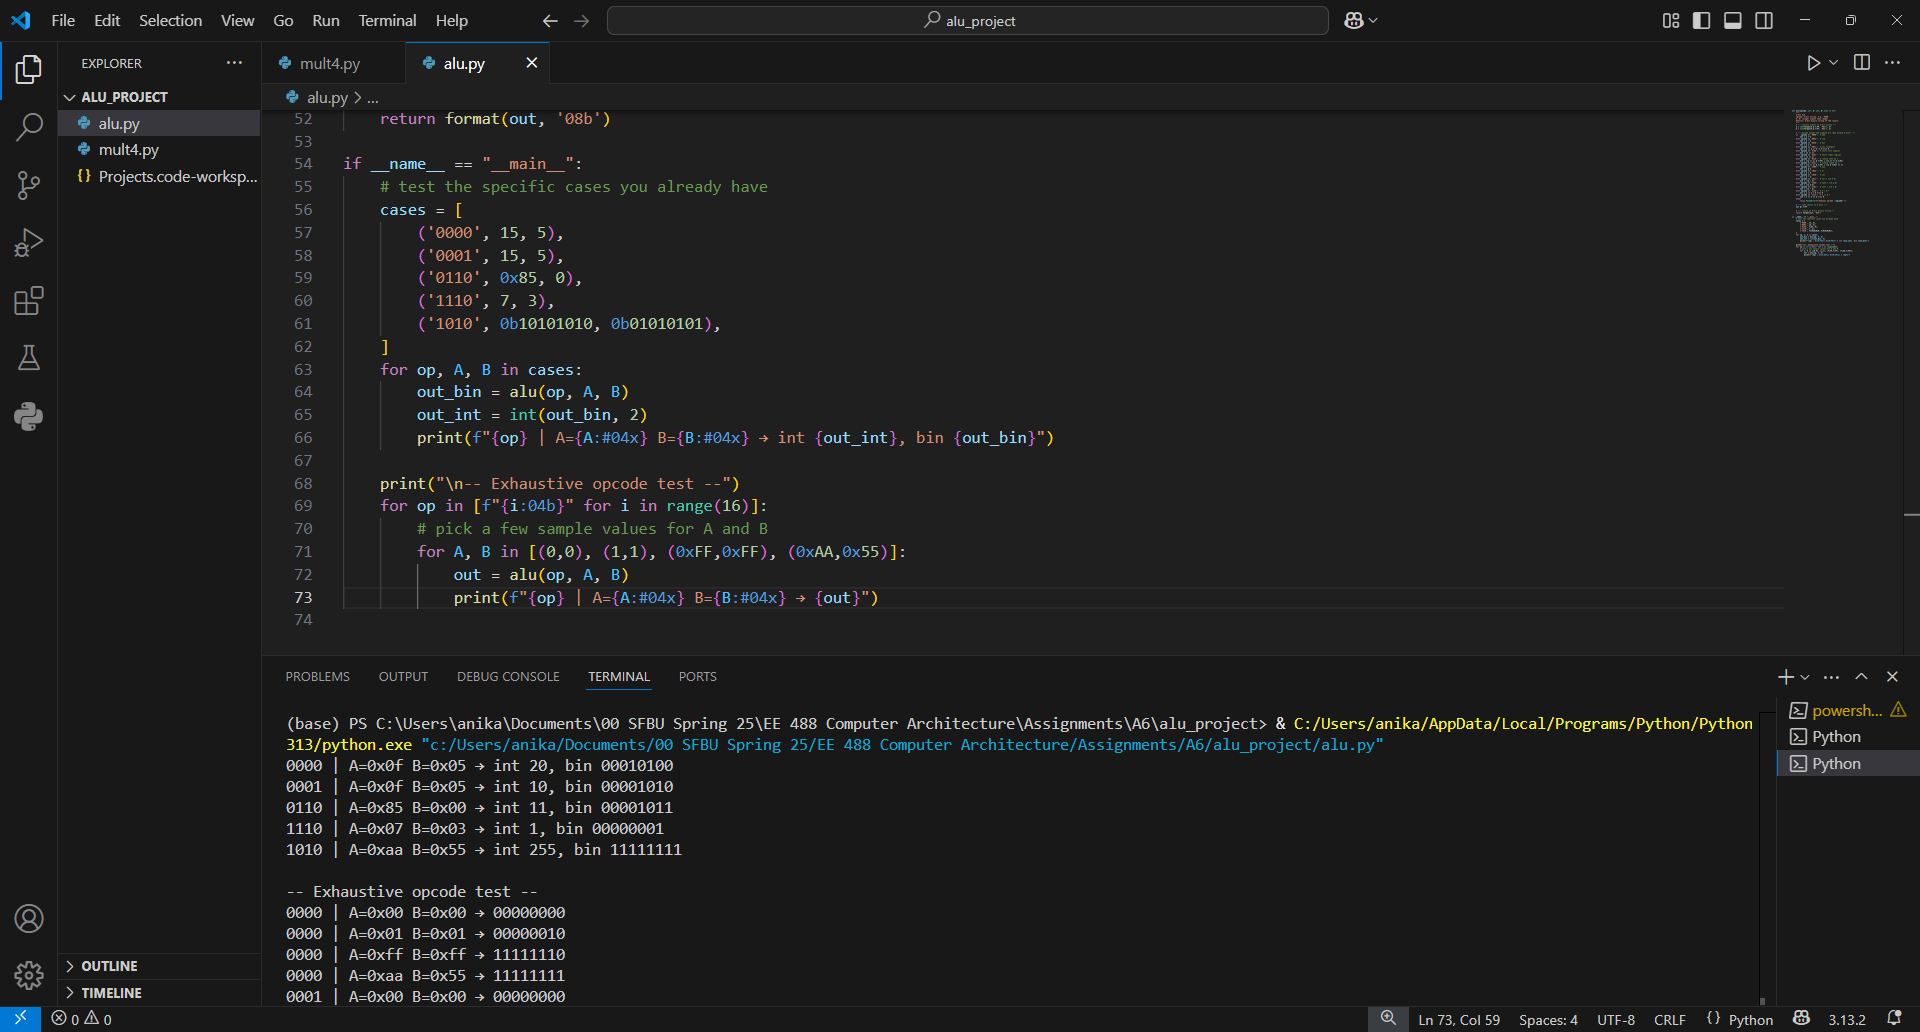 File Edit Selection View Go Run Terminal Help
alu_project
EXPLORER
ALU_PROJECT
alu.py
mult4.py
Projects.code-worksp...
OUTLINE
TIMELINE
mult4.py
alu.py
alu.py > ...
52 return format(out, '08b')
53
54 if __name__ == "__main__":
55 # test the specific cases you already have
56 cases = [
57 ('0000', 15, 5),
58 ('0001', 15, 5),
59 ('0110', 0x85, 0),
60 ('1110', 7, 3),
61 ('1010', 0b10101010, 0b01010101),
62 ]
63 for op, A, B in cases:
64 out_bin = alu(op, A, B)
65 out_int = int(out_bin, 2)
66 print(f"{op} | A={A:#04x} B={B:#04x} → int {out_int}, bin {out_bin}")
67
68 print("\n-- Exhaustive opcode test --")
69 for op in [f"{i:04b}" for i in range(16)]:
70 # pick a few sample values for A and B
71 for A, B in [(0,0), (1,1), (0xFF,0xFF), (0xAA,0x55)]:
72 out = alu(op, A, B)
73 print(f"{op} | A={A:#04x} B={B:#04x} → {out}")
74
PROBLEMS OUTPUT DEBUG CONSOLE TERMINAL PORTS
(base) PS C:\Users\anika\Documents\00 SFBU Spring 25\EE 488 Computer Architecture\Assignments\A6\alu_project> & C:/Users/anika/AppData/Local/Programs/Python/Python
313/python.exe "c:/Users/anika/Documents/00 SFBU Spring 25/EE 488 Computer Architecture/Assignments/A6/alu_project/alu.py"
0000 | A=0x0f B=0x05 → int 20, bin 00010100
0001 | A=0x0f B=0x05 → int 10, bin 00001010
0110 | A=0x85 B=0x00 → int 11, bin 00001011
1110 | A=0x07 B=0x03 → int 1, bin 00000001
1010 | A=0xaa B=0x55 → int 255, bin 11111111
-- Exhaustive opcode test --
0000 | A=0x00 B=0x00 → 00000000
0000 | A=0x01 B=0x01 → 00000010
0000 | A=0xff B=0xff → 11111110
0000 | A=0xaa B=0x55 → 11111111
0001 | A=0x00 B=0x00 → 00000000
powersh...
Python
Python
0 0
Ln 73, Col 59 Spaces: 4 UTF-8 CRLF {} Python 3.13.2